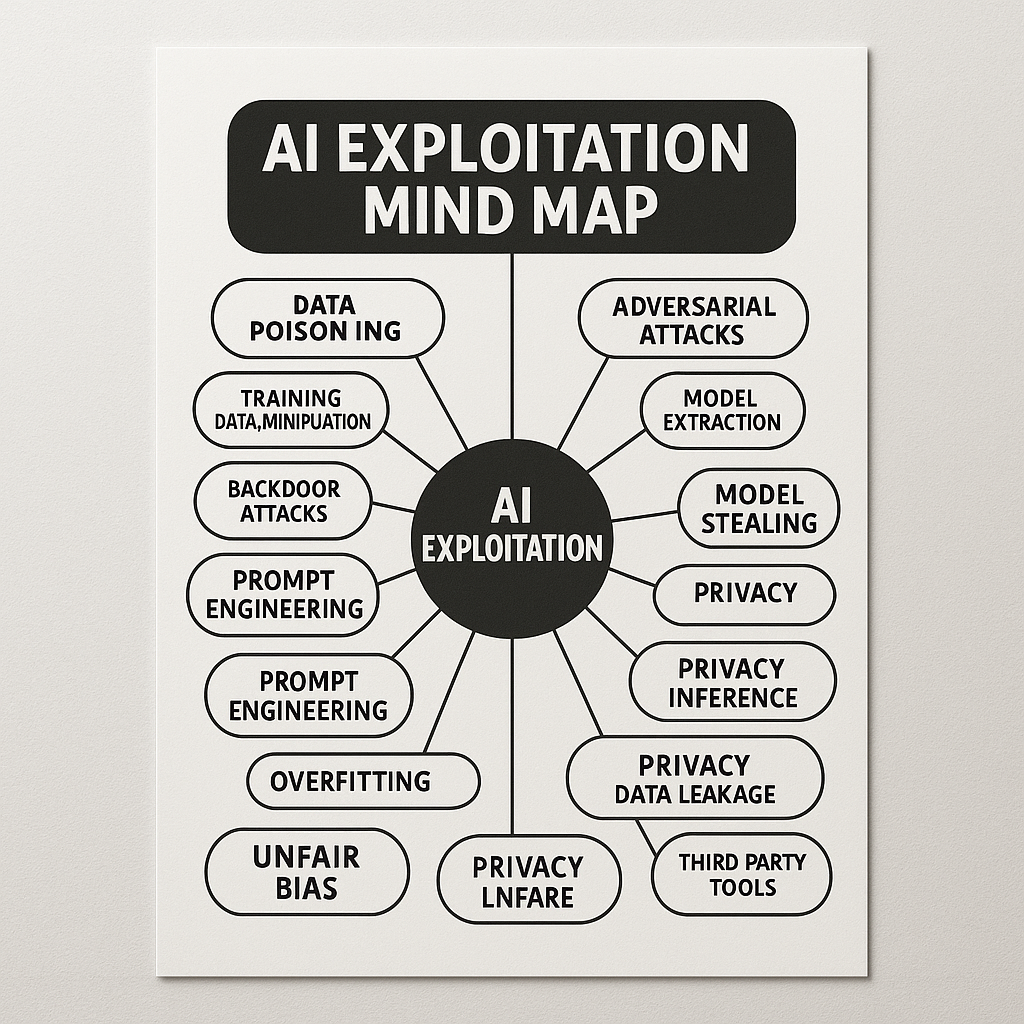 AI EXPLOITATION
MIND MAP
DATA
POISON ING
ADVERSARIAL
ATTACKS
TRAINING
DATA,MINIPUATION
MODEL
EXTRACTION
BACKDOOR
ATTACKS
MODEL
STEALING
AI
EXPLOITATION
PROMPT
ENGINEERING
PRIVACY
PROMPT
ENGINEERING
PRIVACY
INFERENCE
OVERFITTING
PRIVACY
DATA LEAKAGE
UNFAIR
BIAS
PRIVACY
LNFARE
THIRD PARTY
TOOLS